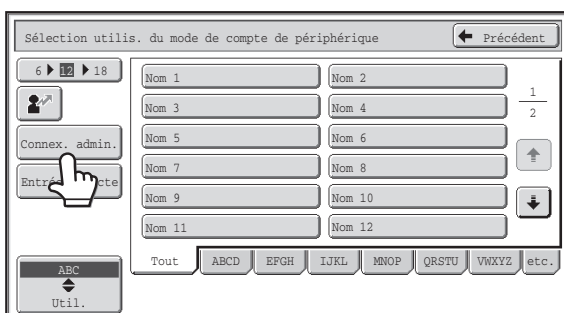 Sélection utilis. du mode de compte de périphérique
Précédent
6 12 18
Nom 1 Nom 2
Nom 3 Nom 4
Nom 5 Nom 6
Nom 7 Nom 8
Nom 9 Nom 10
Nom 11 Nom 12
1
2
Connex. admin.
Entré cte
ABC
Util.
Tout ABCD EFGH IJKL MNOP QRSTU VWXYZ etc.